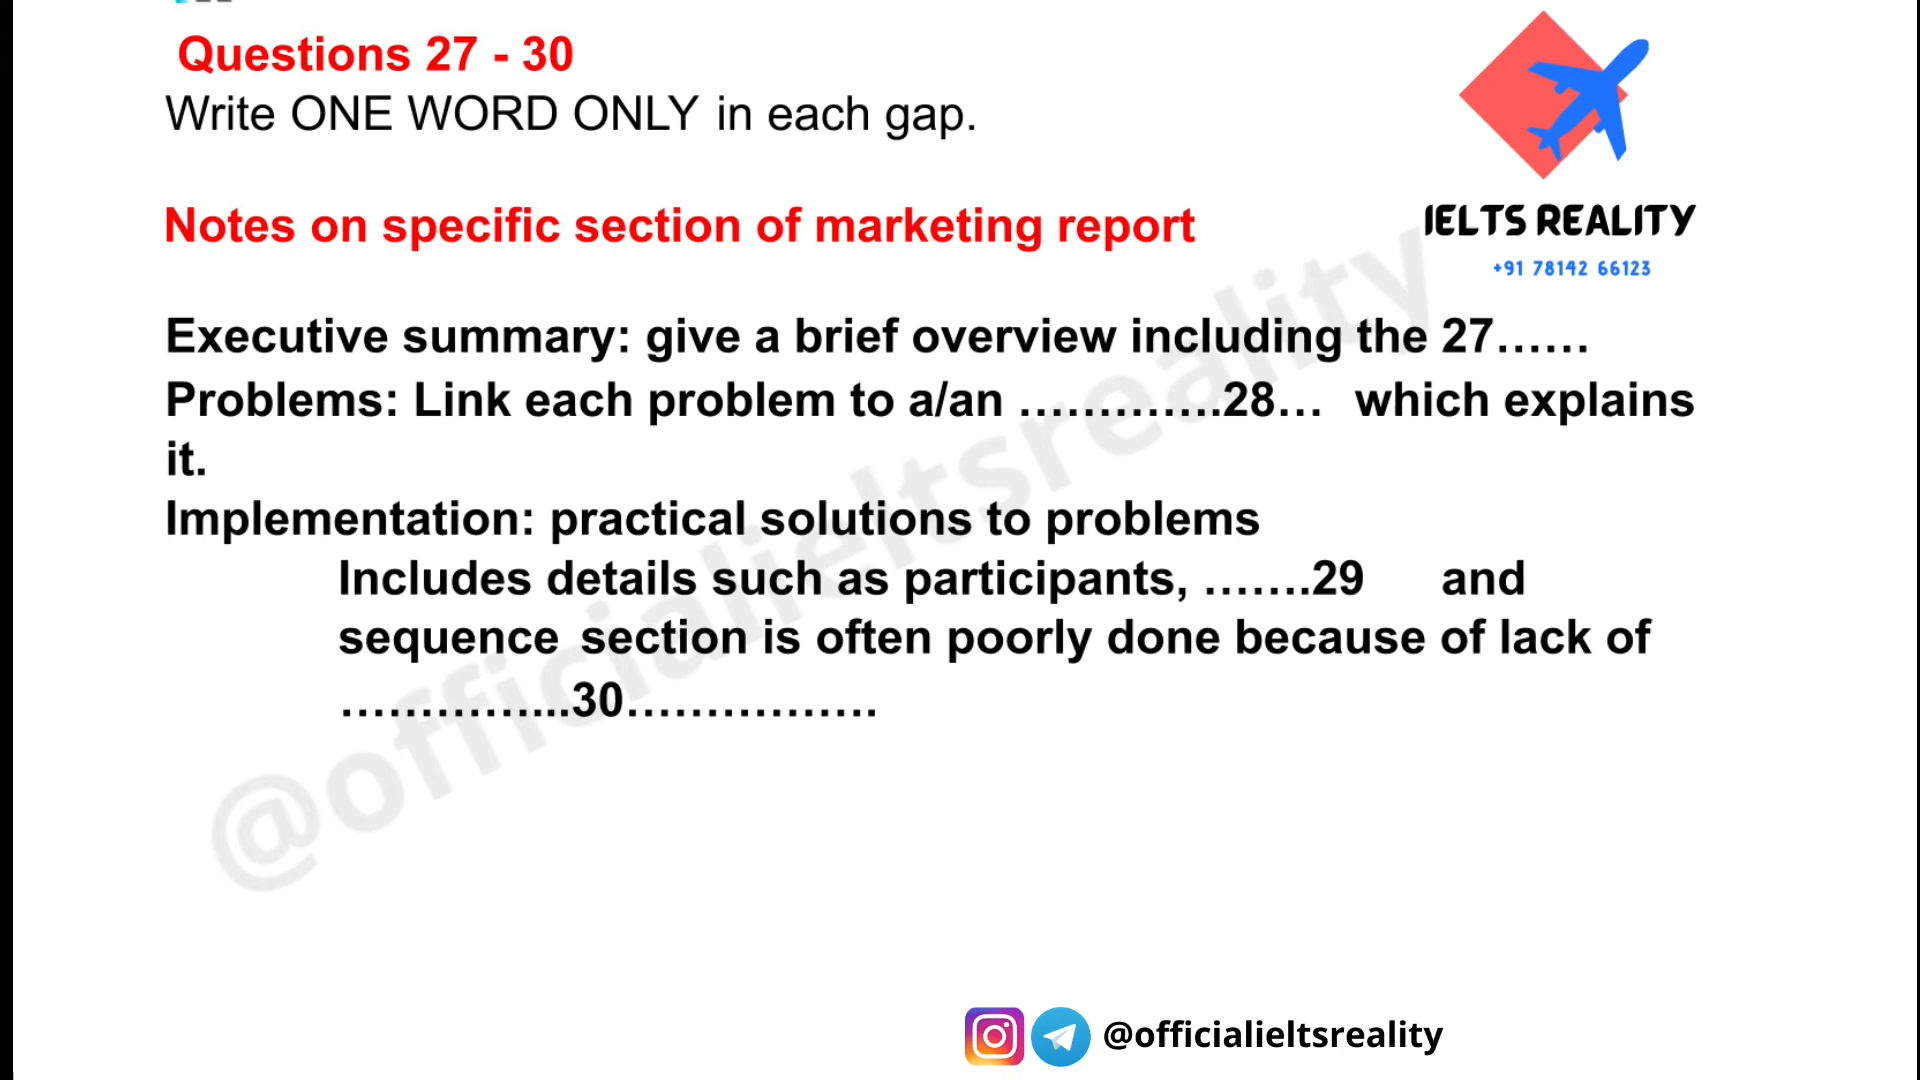 Questions 27 - 30
Write ONE WORD ONLY in each gap.
IELTS REALITY
+91 78142 66123
Notes on specific section of marketing report
Executive summary: give a brief overview including the 27……
Problems: Link each problem to a/an ………….28… which explains
it.
Implementation: practical solutions to problems
Includes details such as participants, …….29 and
sequence section is often poorly done because of lack of
…………...30…………….
@officialieltsreality
@officialieltsreality